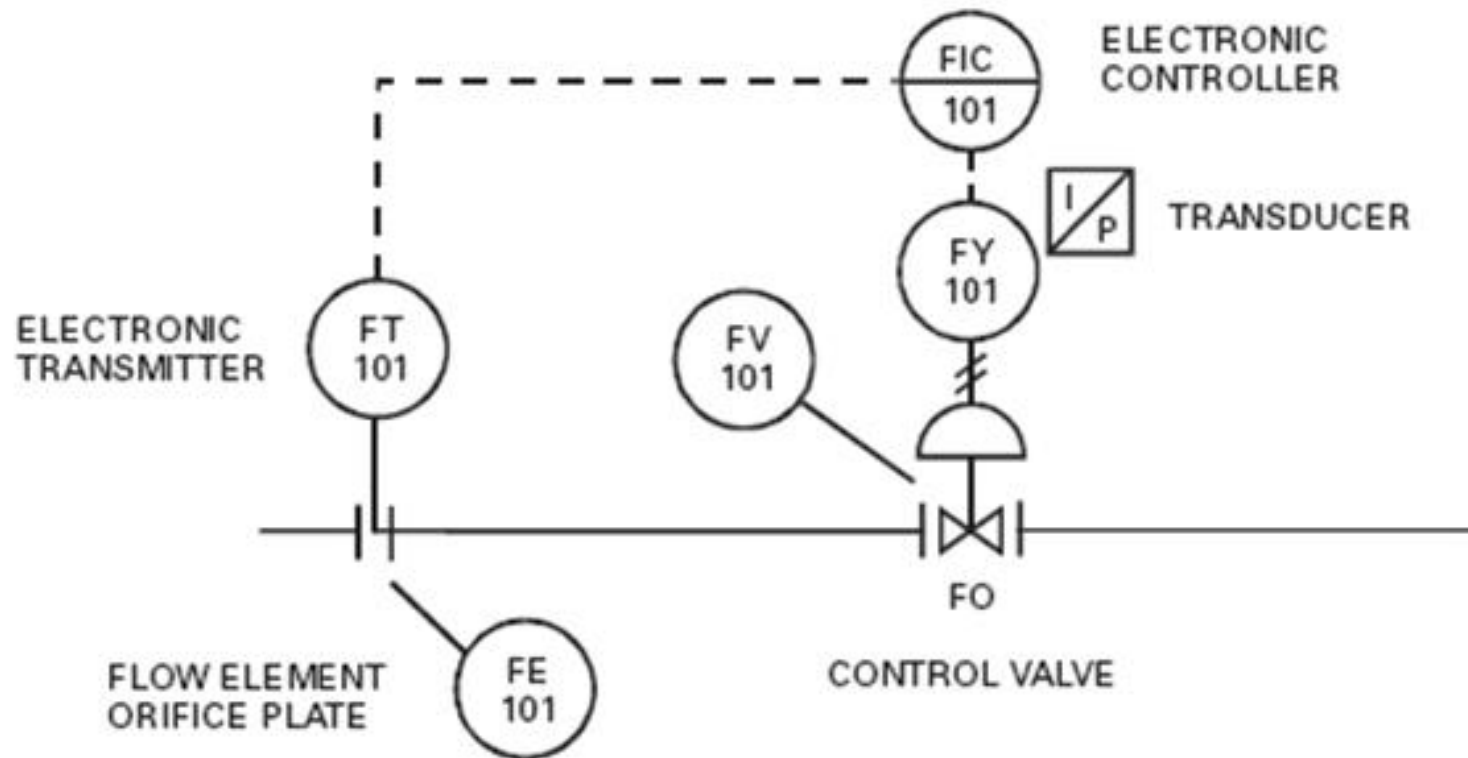 FIC
101
ELECTRONIC
CONTROLLER
I
P
TRANSDUCER
FY
101
ELECTRONIC
TRANSMITTER
FT
101
FV
101
FO
FLOW ELEMENT
ORIFICE PLATE
FE
101
CONTROL VALVE